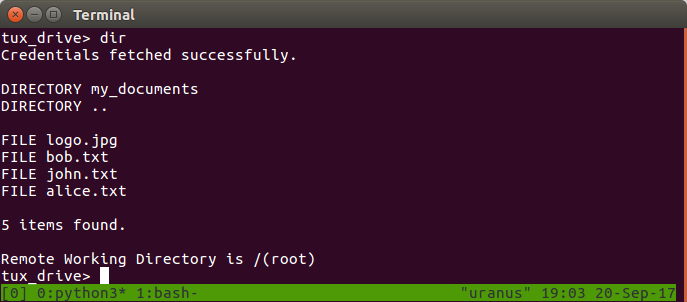 Terminal
tux_drive> dir
Credentials fetched successfully.
DIRECTORY my_documents
DIRECTORY ..
FILE logo.jpg
FILE bob.txt
FILE john.txt
FILE alice.txt
5 items found.
Remote Working Directory is /(root)
tux_drive>
[0] 0:python3* 1:bash- "uranus" 19:03 20-Sep-17